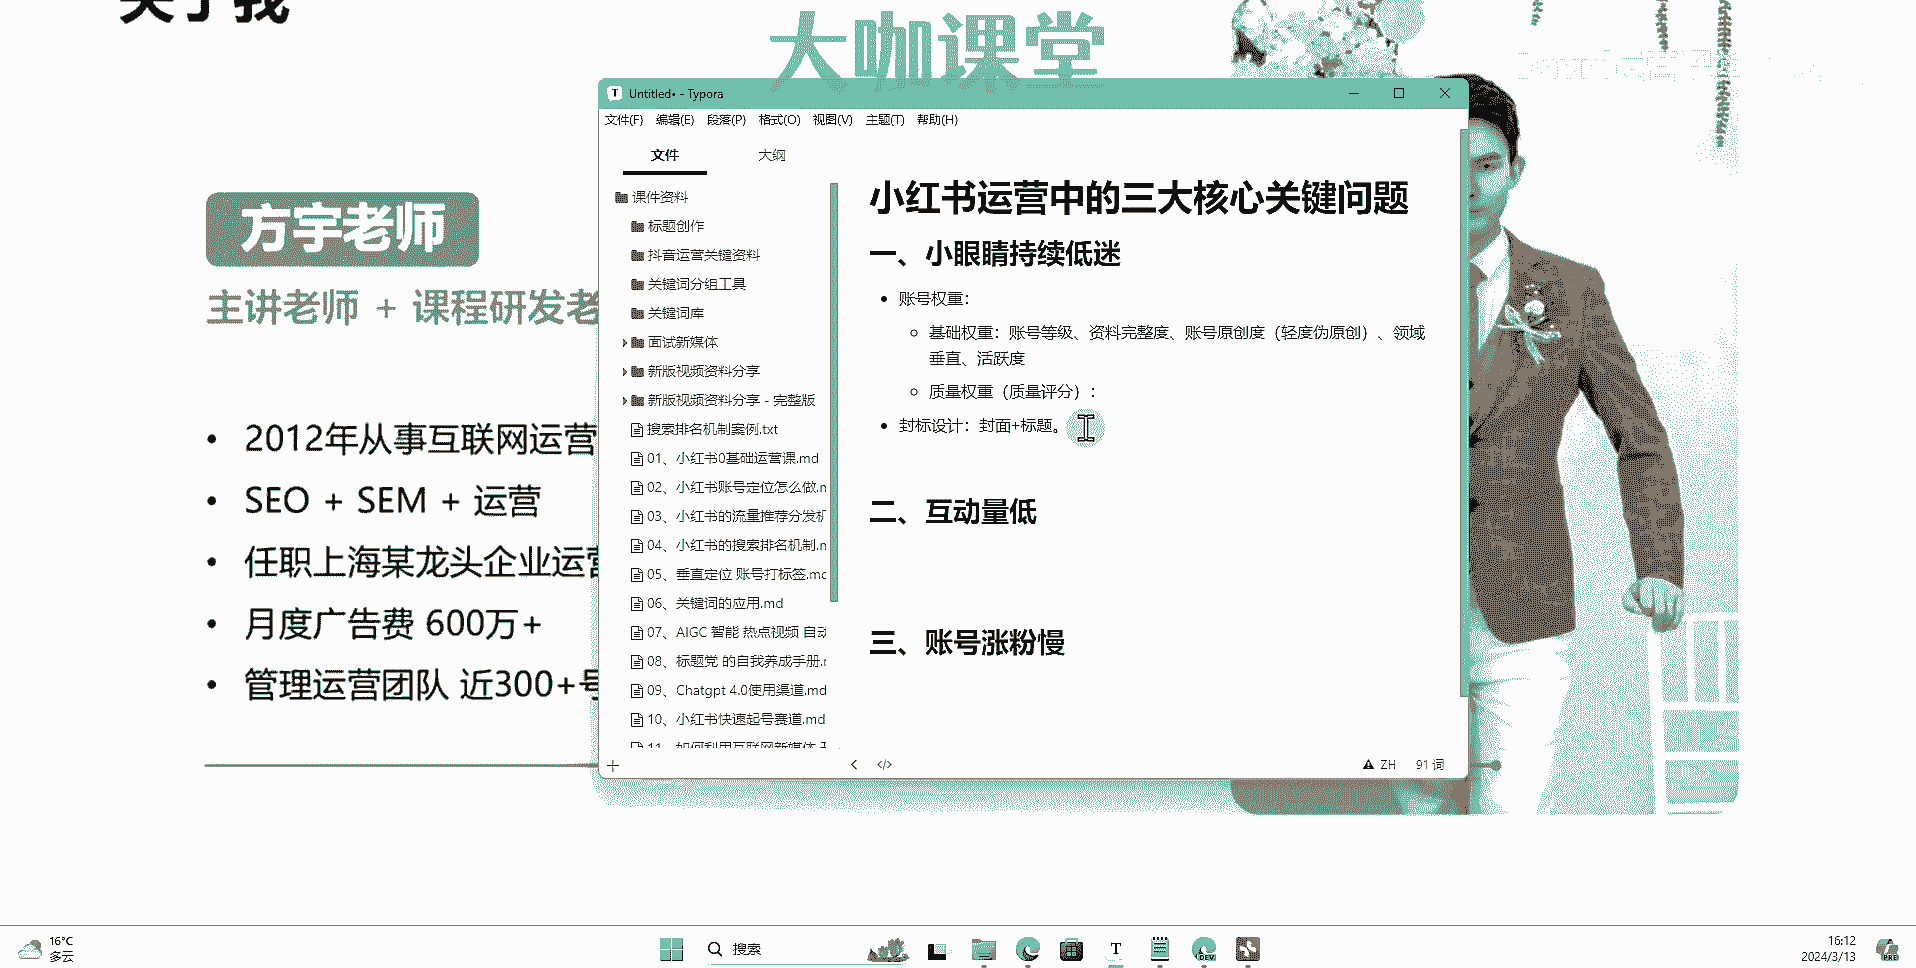 关于我
大咖课堂
方宇老师
主讲老师 + 课程研发老
• 2012年从事互联网运营
• SEO + SEM + 运营
• 任职上海某龙头企业运营
• 月度广告费 600万+
• 管理运营团队 近300+号
Untitled• - Typora
文件(F) 编辑(E) 段落(P) 格式(O) 视图(V) 主题(T) 帮助(H)
文件 大纲
课件资料
标题创作
抖音运营关键资料
关键词分组工具
关键词库
面试新媒体
新版视频资料分享
新版视频资料分享 - 完整版
搜索排名机制案例.txt
01、小红书0基础运营课.md
02、小红书账号定位怎么做.m
03、小红书的流量推荐分发机
04、小红书的搜索排名机制.m
05、垂直定位 账号打标签.md
06、关键词的应用.md
07、AIGC 智能 热点视频 自动
08、标题党 的自我养成手册.m
09、Chatgpt 4.0使用渠道.md
10、小红书快速起号赛道.md
11、如何利用互联网新媒体
小红书运营中的三大核心关键问题
一、小眼睛持续低迷
• 账号权重：
基础权重：账号等级、资料完整度、账号原创度（轻度伪原创）、领域
垂直、活跃度
质量权重（质量评分）：
• 封标设计：封面+标题。
二、互动量低
三、账号涨粉慢
ZH 91 词
16°C
多云
搜索
16:12
2024/3/13